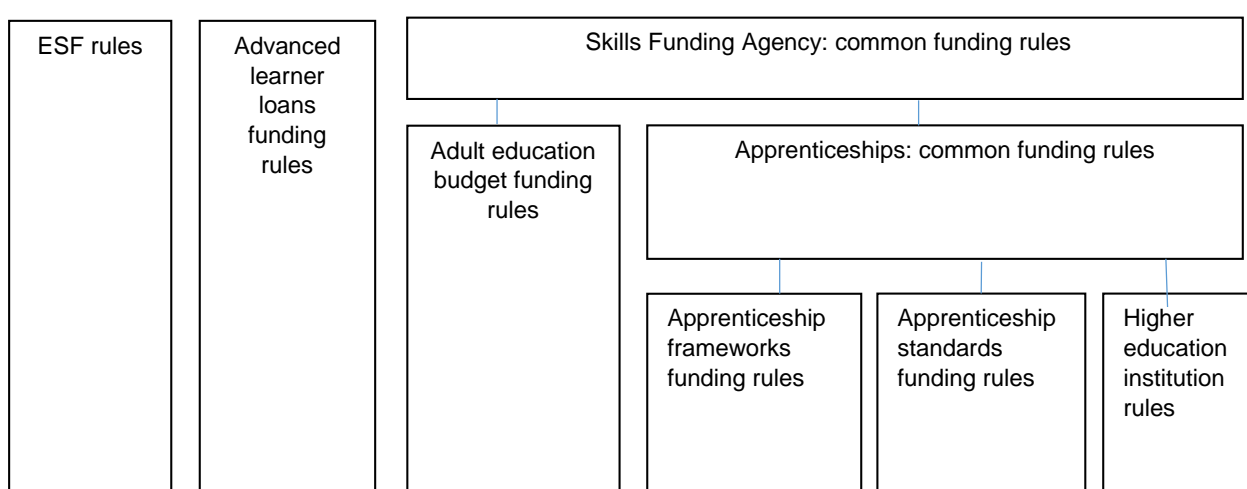 ESF rules
Advanced
learner
loans
funding
rules
Skills Funding Agency: common funding rules
Adult education
budget funding
rules
Apprenticeships: common funding rules
Apprenticeship
frameworks
funding rules
Apprenticeship
standards
funding rules
Higher
education
institution
rules